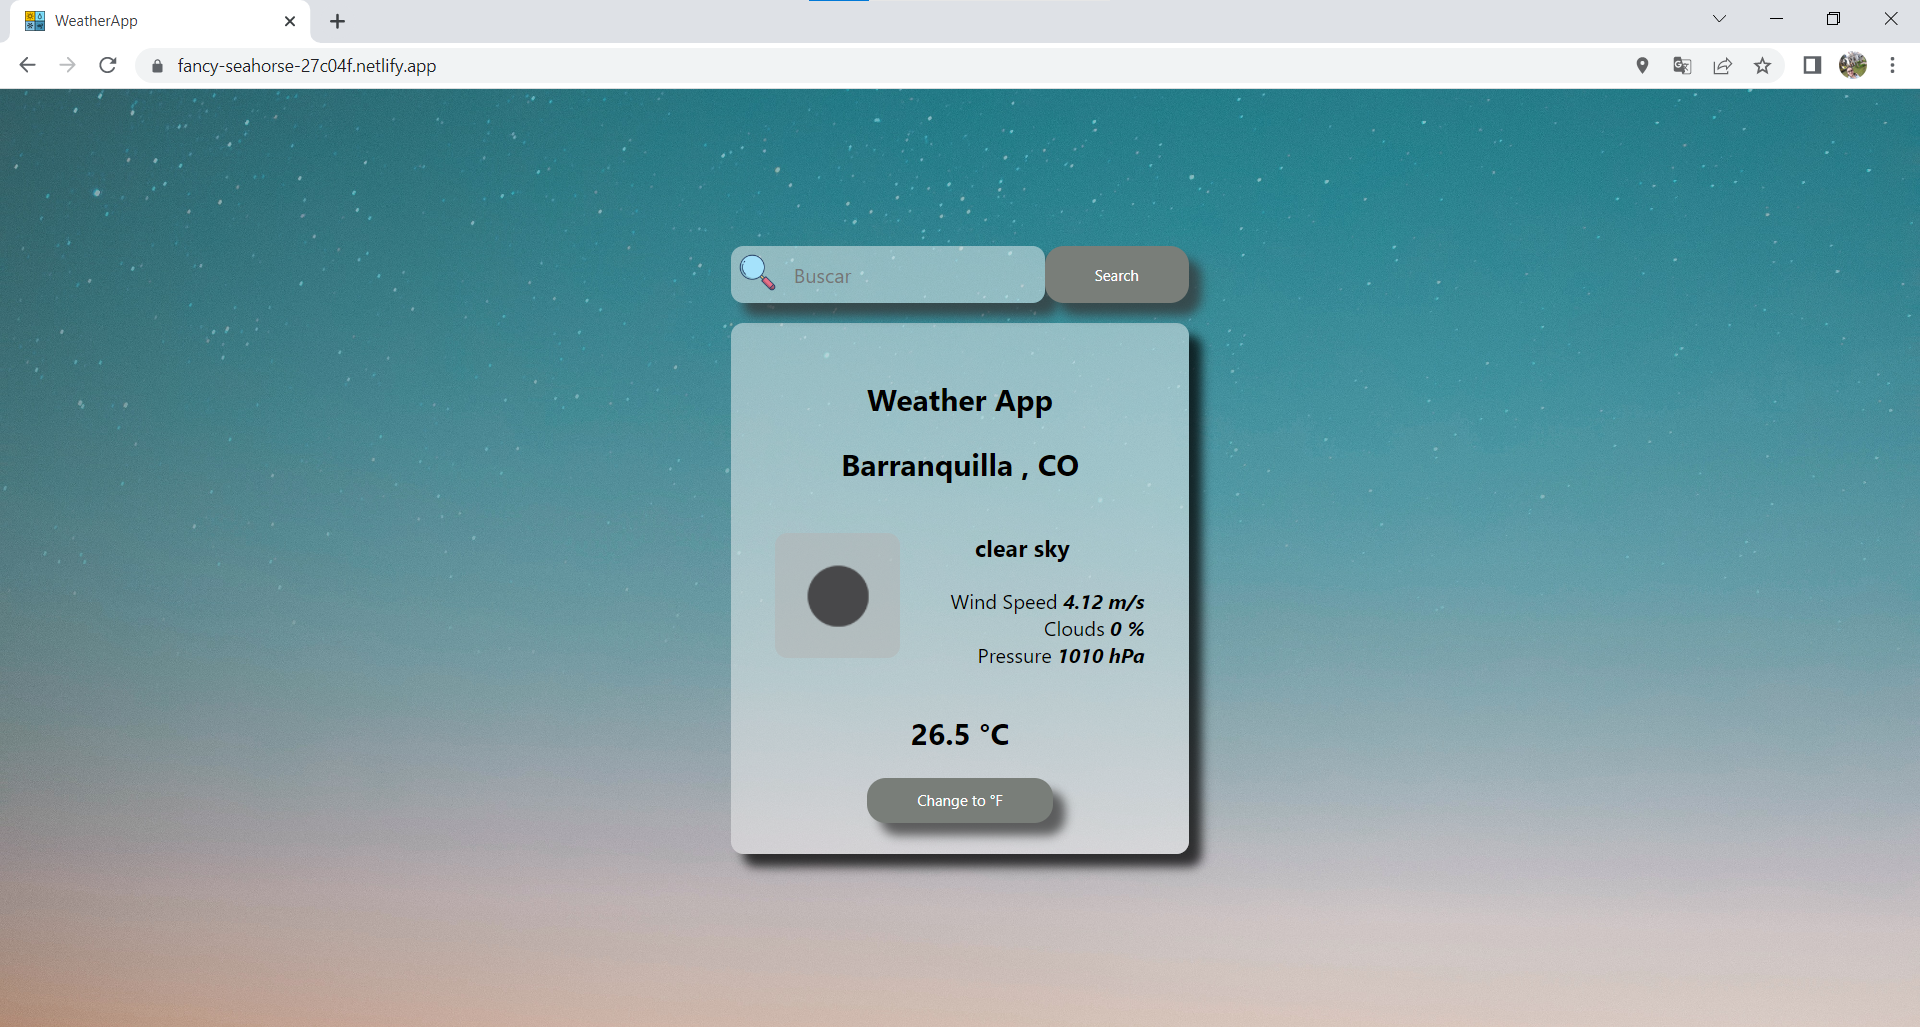 WeatherApp
fancy-seahorse-27c04f.netlify.app
Buscar
Search
Weather App
Barranquilla , CO
clear sky
Wind Speed 4.12 m/s
Clouds 0 %
Pressure 1010 hPa
26.5 °C
Change to °F